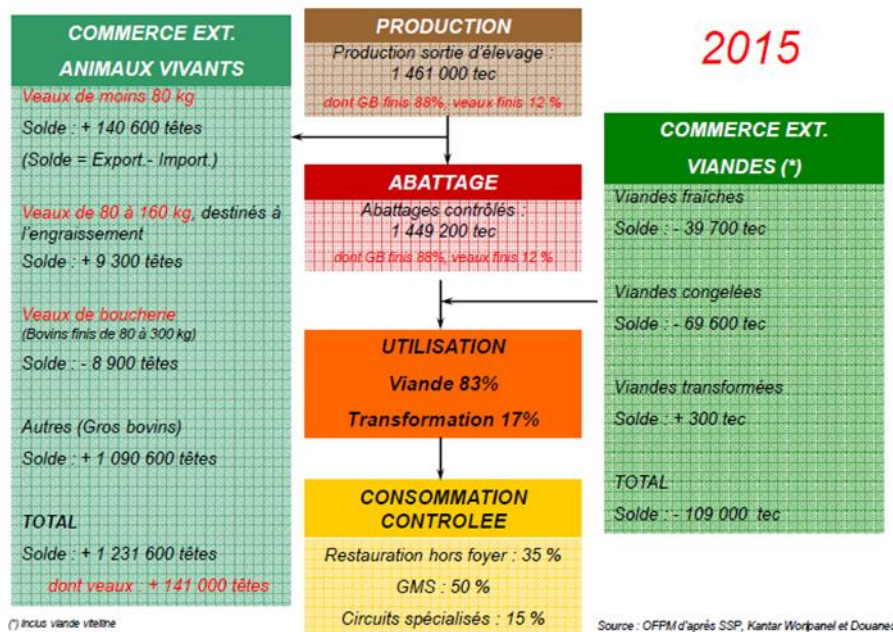 COMMERCE EXT.
ANIMAUX VIVANTS
Veaux de moins 80 kg
Solde : + 140 600 têtes
(Solde = Export.- Import.)
Veaux de 80 à 160 kg, destinés à
l'engraissement
Solde : + 9 300 têtes
Veaux de boucherie
(Bovins finis de 80 à 300 kg)
Solde : - 8 900 têtes
Autres (Gros bovins)
Solde : + 1 090 600 têtes
TOTAL
Solde : + 1 231 600 têtes
dont veaux : + 141 000 têtes
(*) Inclus viande vitelline
PRODUCTION
Production sortie d'élevage :
1 461 000 tec
dont GB finis 88%, veaux finis 12 %
ABATTAGE
Abattages contrôlés :
1 449 200 tec
dont GB finis 88%, veaux finis 12 %
UTILISATION
Viande 83%
Transformation 17%
CONSOMMATION
CONTROLEE
Restauration hors foyer : 35 %
GMS : 50 %
Circuits spécialisés : 15 %
2015
COMMERCE EXT.
VIANDES (*)
Viandes fraîches
Solde : - 39 700 tec
Viandes congelées
Solde : - 69 600 tec
Viandes transformées
Solde : + 300 tec
TOTAL
Solde : - 109 000 tec
Source : OFPM d'après SSP, Kantar Worlpanel et Douanes